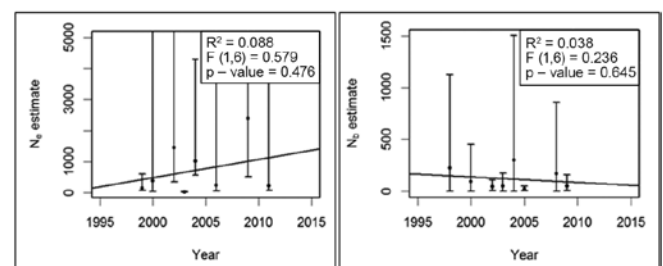 R² = 0.088
F (1,6) = 0.579
p – value = 0.476
5000
3000
1000
0
Nₑ estimate
1995 2000 2005 2010 2015
Year
R² = 0.038
F (1,6) = 0.236
p – value = 0.645
1500
1000
500
0
N_b estimate
1995 2000 2005 2010 2015
Year